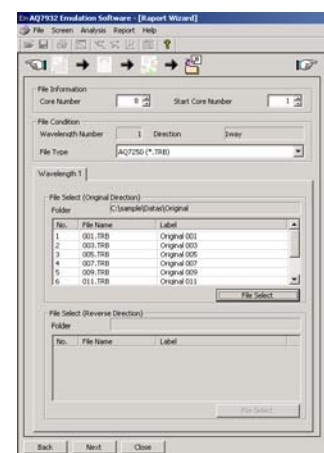 AQ7932 Emulation Software - [Raport Wizard]
File Screen Analysis Report Help
File Information
Core Number 8 Start Core Number 1
File Condition
Wavelength Number 1 Direction 1way
File Type AQ7250 (*.TRB)
Wavelength 1
File Select (Original Direction)
Folder C:\sample\Datas\Original
No. File Name Label
1 001.TRB Original 001
2 003.TRB Original 003
3 005.TRB Original 005
4 007.TRB Original 007
5 009.TRB Original 009
6 011.TRB Original 011
File Select
File Select (Reverse Direction)
Folder
No. File Name Label
File Select
Back Next Close